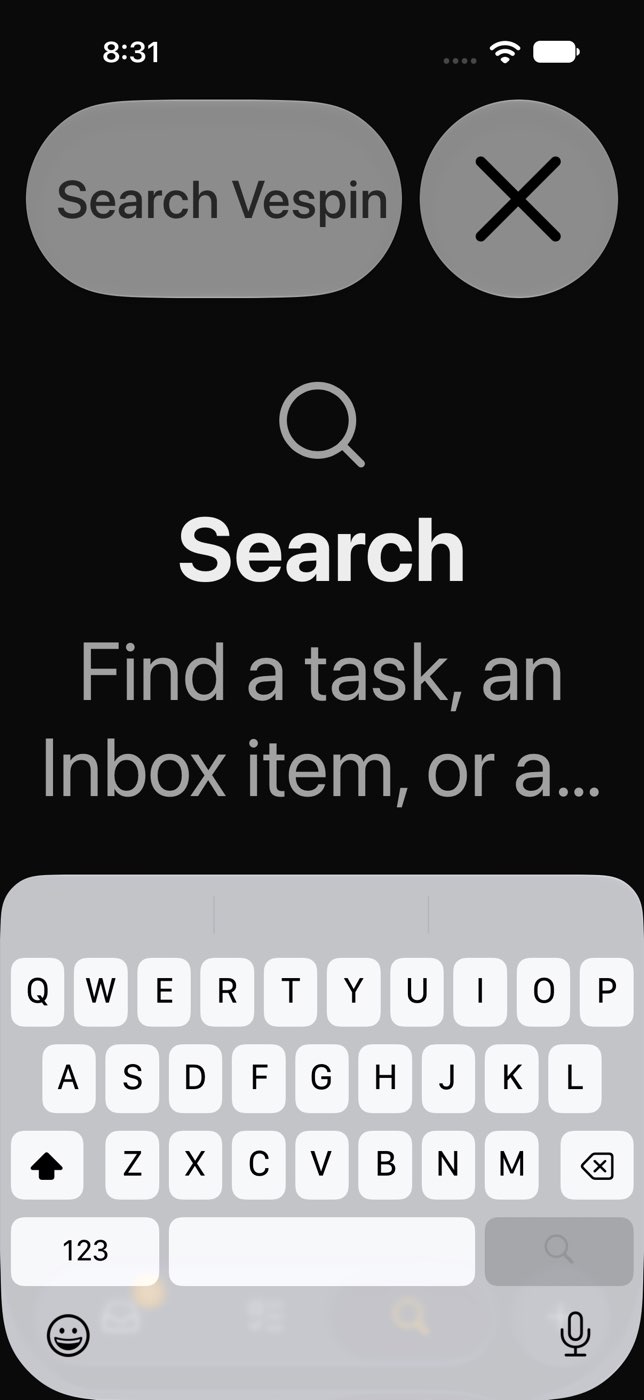 8:31
Search Vespin
Search
Find a task, an
Inbox item, or a...
Q W E R T Y U I O P
A S D F G H J K L
Z X C V B N M
123